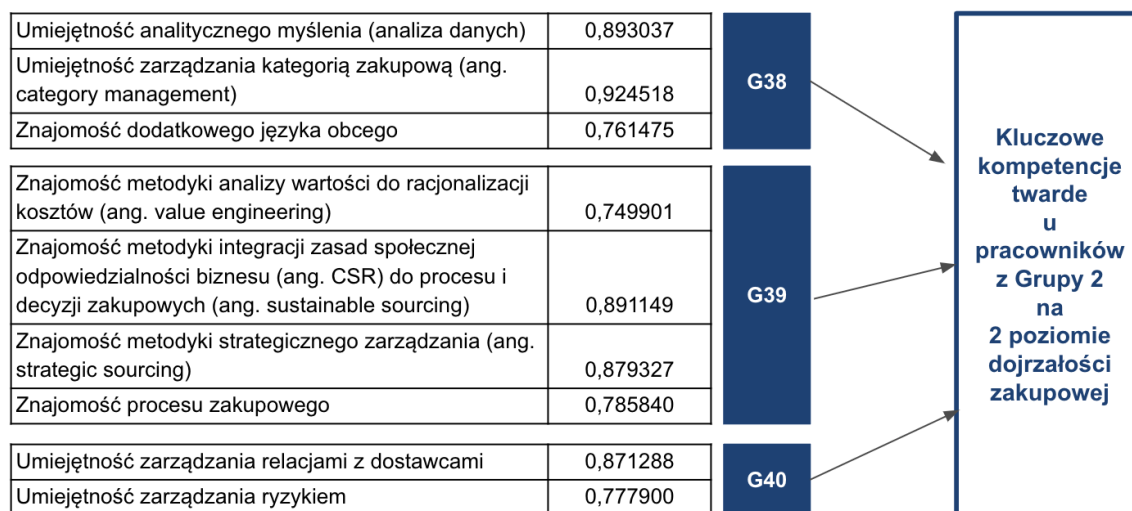 Umiejętność analitycznego myślenia (analiza danych) 0,893037
Umiejętność zarządzania kategorią zakupową (ang.
category management) 0,924518
Znajomość dodatkowego języka obcego 0,761475
G38
Znajomość metodyki analizy wartości do racjonalizacji
kosztów (ang. value engineering) 0,749901
Znajomość metodyki integracji zasad społecznej
odpowiedzialności biznesu (ang. CSR) do procesu i
decyzji zakupowych (ang. sustainable sourcing) 0,891149
Znajomość metodyki strategicznego zarządzania (ang.
strategic sourcing) 0,879327
Znajomość procesu zakupowego 0,785840
G39
Umiejętność zarządzania relacjami z dostawcami 0,871288
Umiejętność zarządzania ryzykiem 0,777900
G40
Kluczowe
kompetencje
twarde
u
pracowników
z Grupy 2
na
2 poziomie
dojrzałości
zakupowej